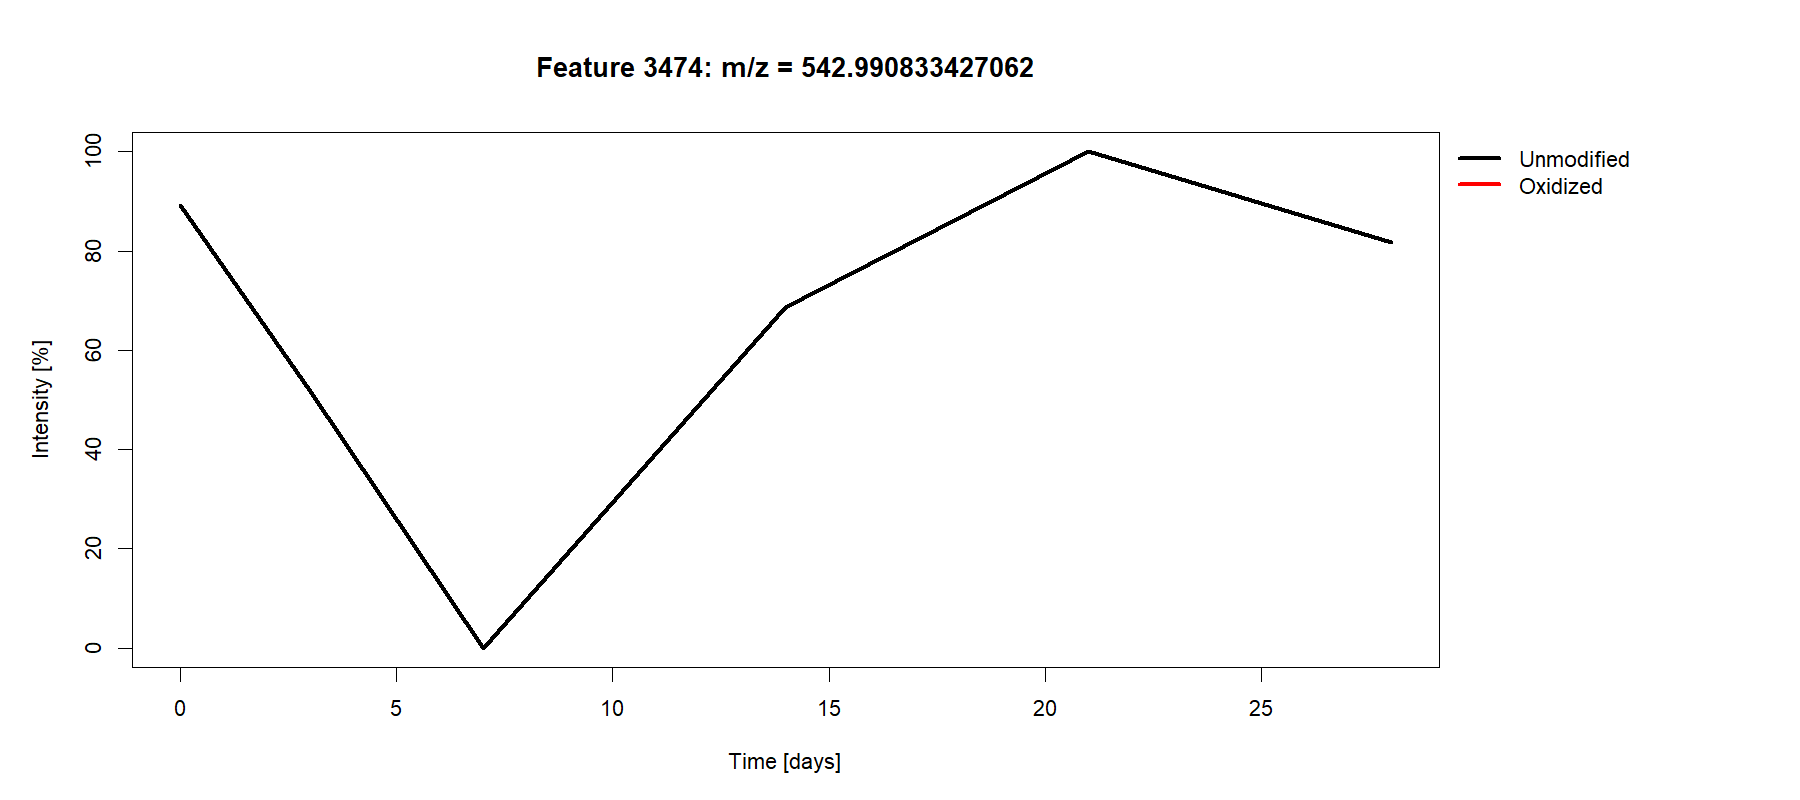 Feature 3474: m/z = 542.990833427062
Unmodified
Oxidized
Intensity [%]
100
80
60
40
20
0
0 5 10 15 20 25
Time [days]